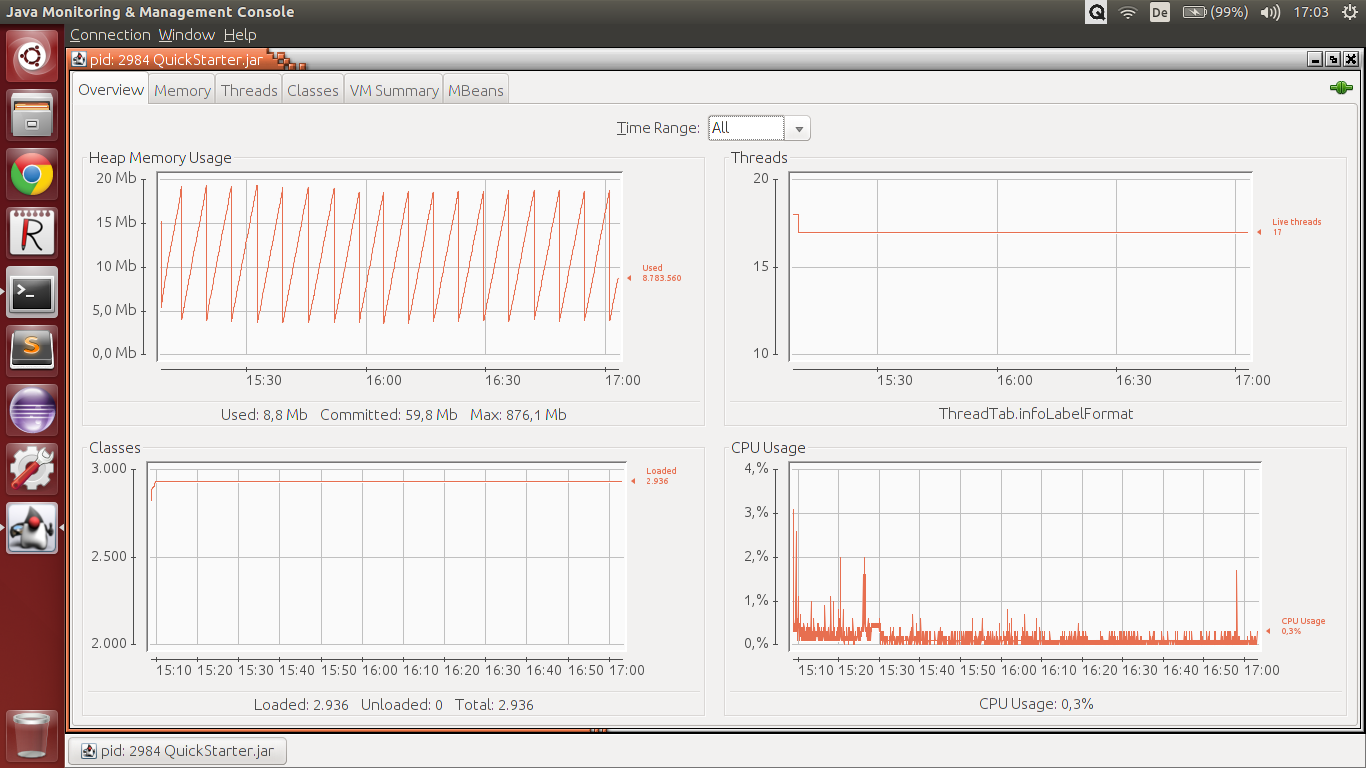 Java Monitoring & Management Console
Q De (99%) 17:03
Connection Window Help
pid: 2984 QuickStarter.jar
Overview Memory Threads Classes VM Summary MBeans
Time Range: All
Heap Memory Usage
20 Mb
15 Mb
10 Mb
5,0 Mb
0,0 Mb
Used
8.783.560
15:30 16:00 16:30 17:00
Used: 8,8 Mb Committed: 59,8 Mb Max: 876,1 Mb
Threads
20
15
10
Live threads
17
15:30 16:00 16:30 17:00
ThreadTab.infoLabelFormat
Classes
3.000
2.500
2.000
Loaded
2.936
15:10 15:20 15:30 15:40 15:50 16:00 16:10 16:20 16:30 16:40 16:50 17:00
Loaded: 2.936 Unloaded: 0 Total: 2.936
CPU Usage
4,%
3,%
2,%
1,%
0,%
CPU Usage
0,3%
15:10 15:20 15:30 15:40 15:50 16:00 16:10 16:20 16:30 16:40 16:50 17:00
CPU Usage: 0,3%
R
>_
S
pid: 2984 QuickStarter.jar